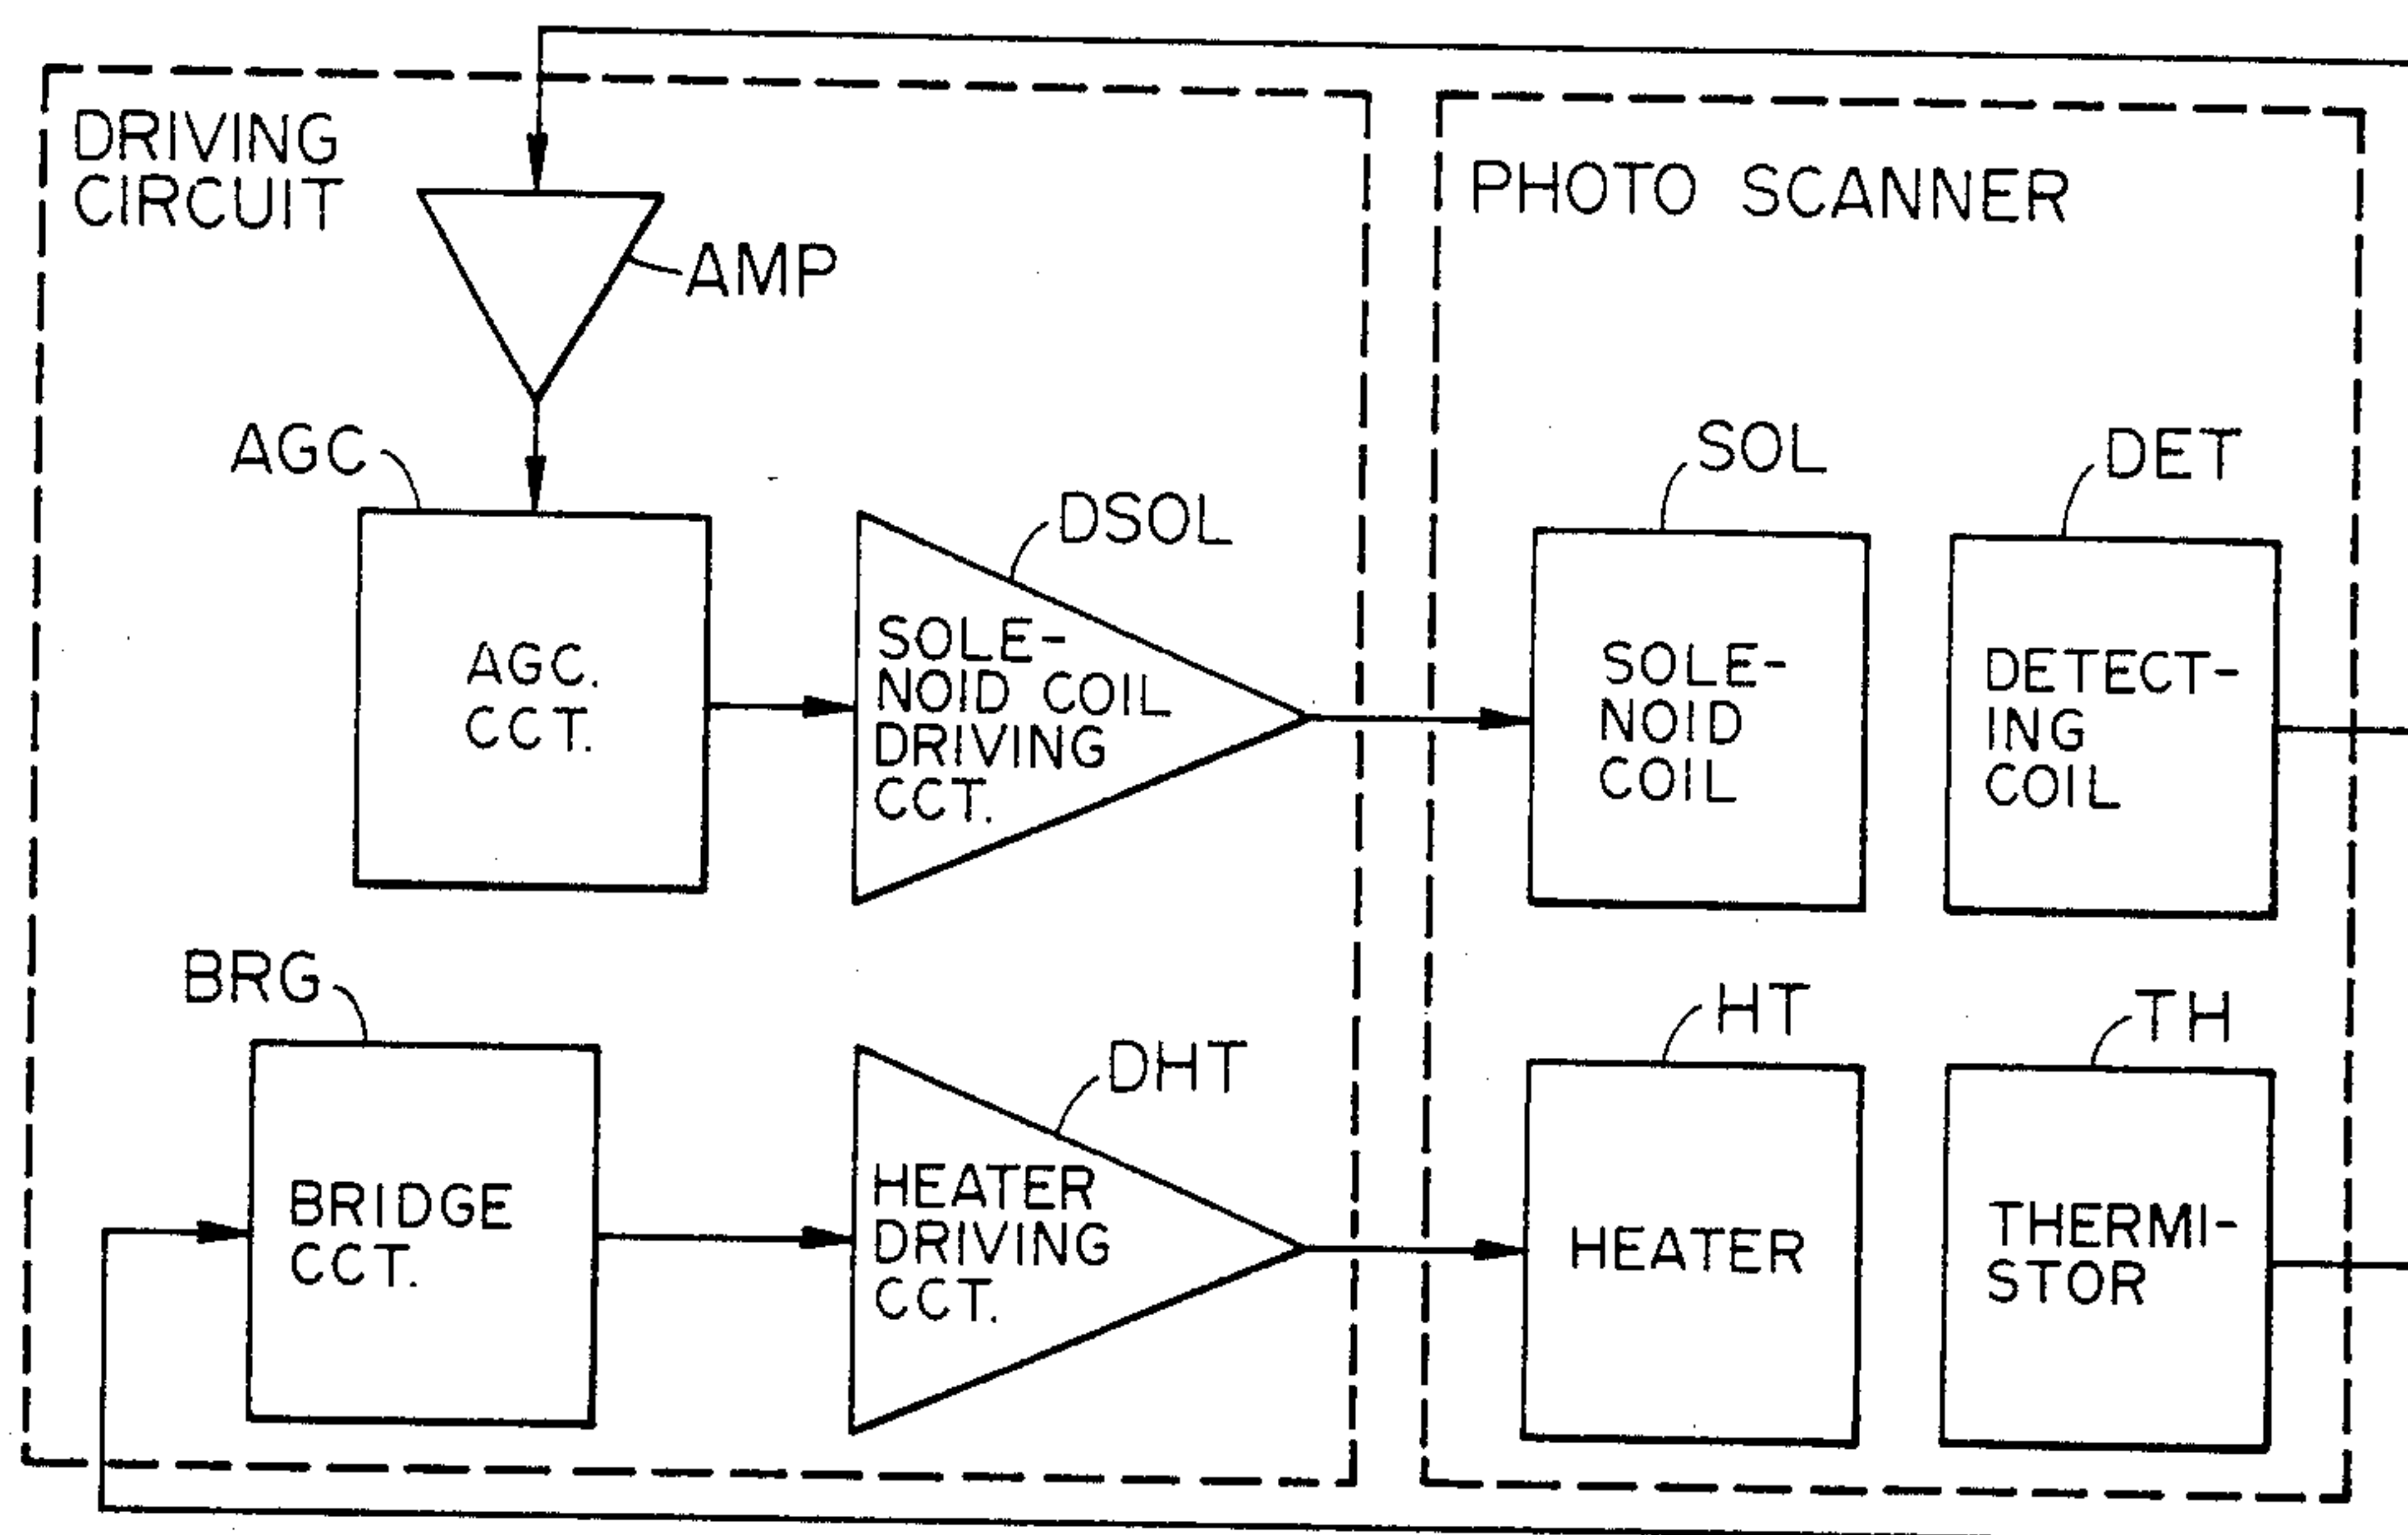 DRIVING
CIRCUIT
PHOTO SCANNER
AMP
AGC
DSOL
SOL
DET
AGC.
CCT.
SOLE-
NOID COIL
DRIVING
CCT.
SOLE-
NOID
COIL
DETECT-
ING
COIL
BRG
DHT
HT
TH
BRIDGE
CCT.
HEATER
DRIVING
CCT.
HEATER
THERMI-
STOR